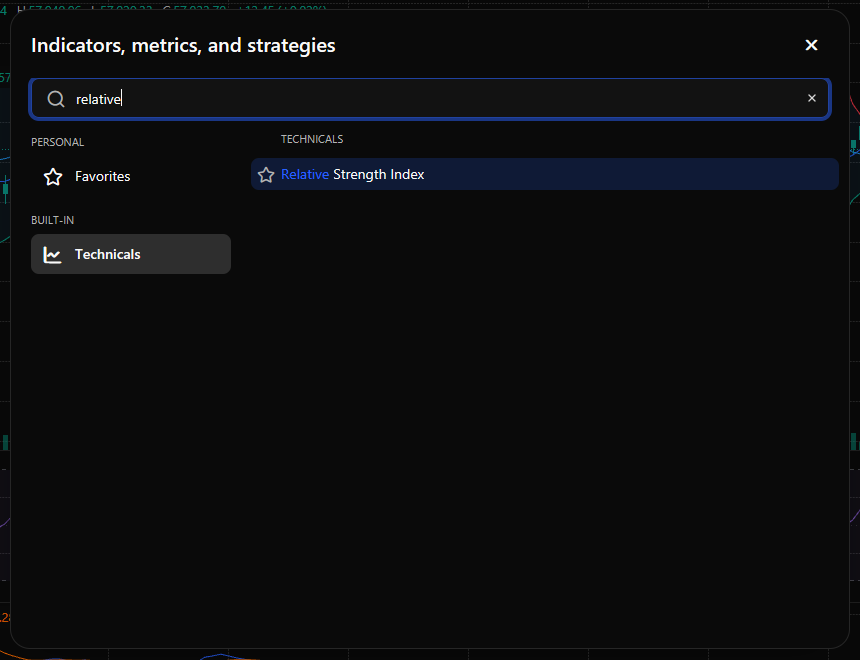 Indicators, metrics, and strategies
relative
PERSONAL
Favorites
BUILT-IN
Technicals
TECHNICALS
Relative Strength Index